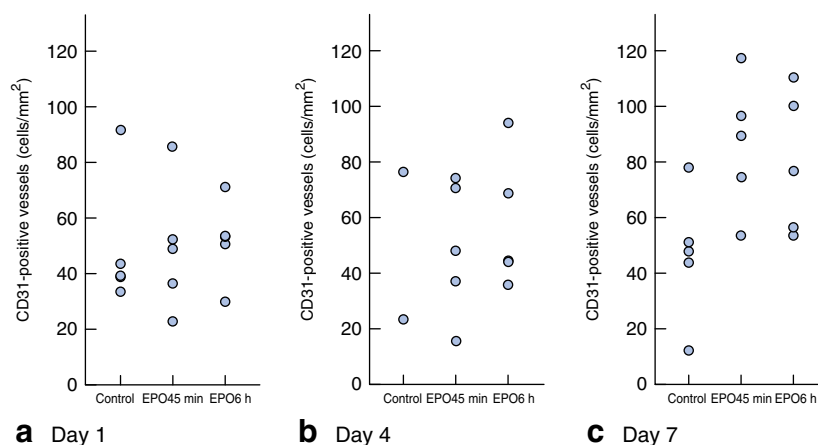 CD31-positive vessels (cells/mm²)
120
100
80
60
40
20
0
Control EPO45 min EPO6 h
a Day 1
CD31-positive vessels (cells/mm²)
120
100
80
60
40
20
0
Control EPO45 min EPO6 h
b Day 4
CD31-positive vessels (cells/mm²)
120
100
80
60
40
20
0
Control EPO45 min EPO6 h
c Day 7